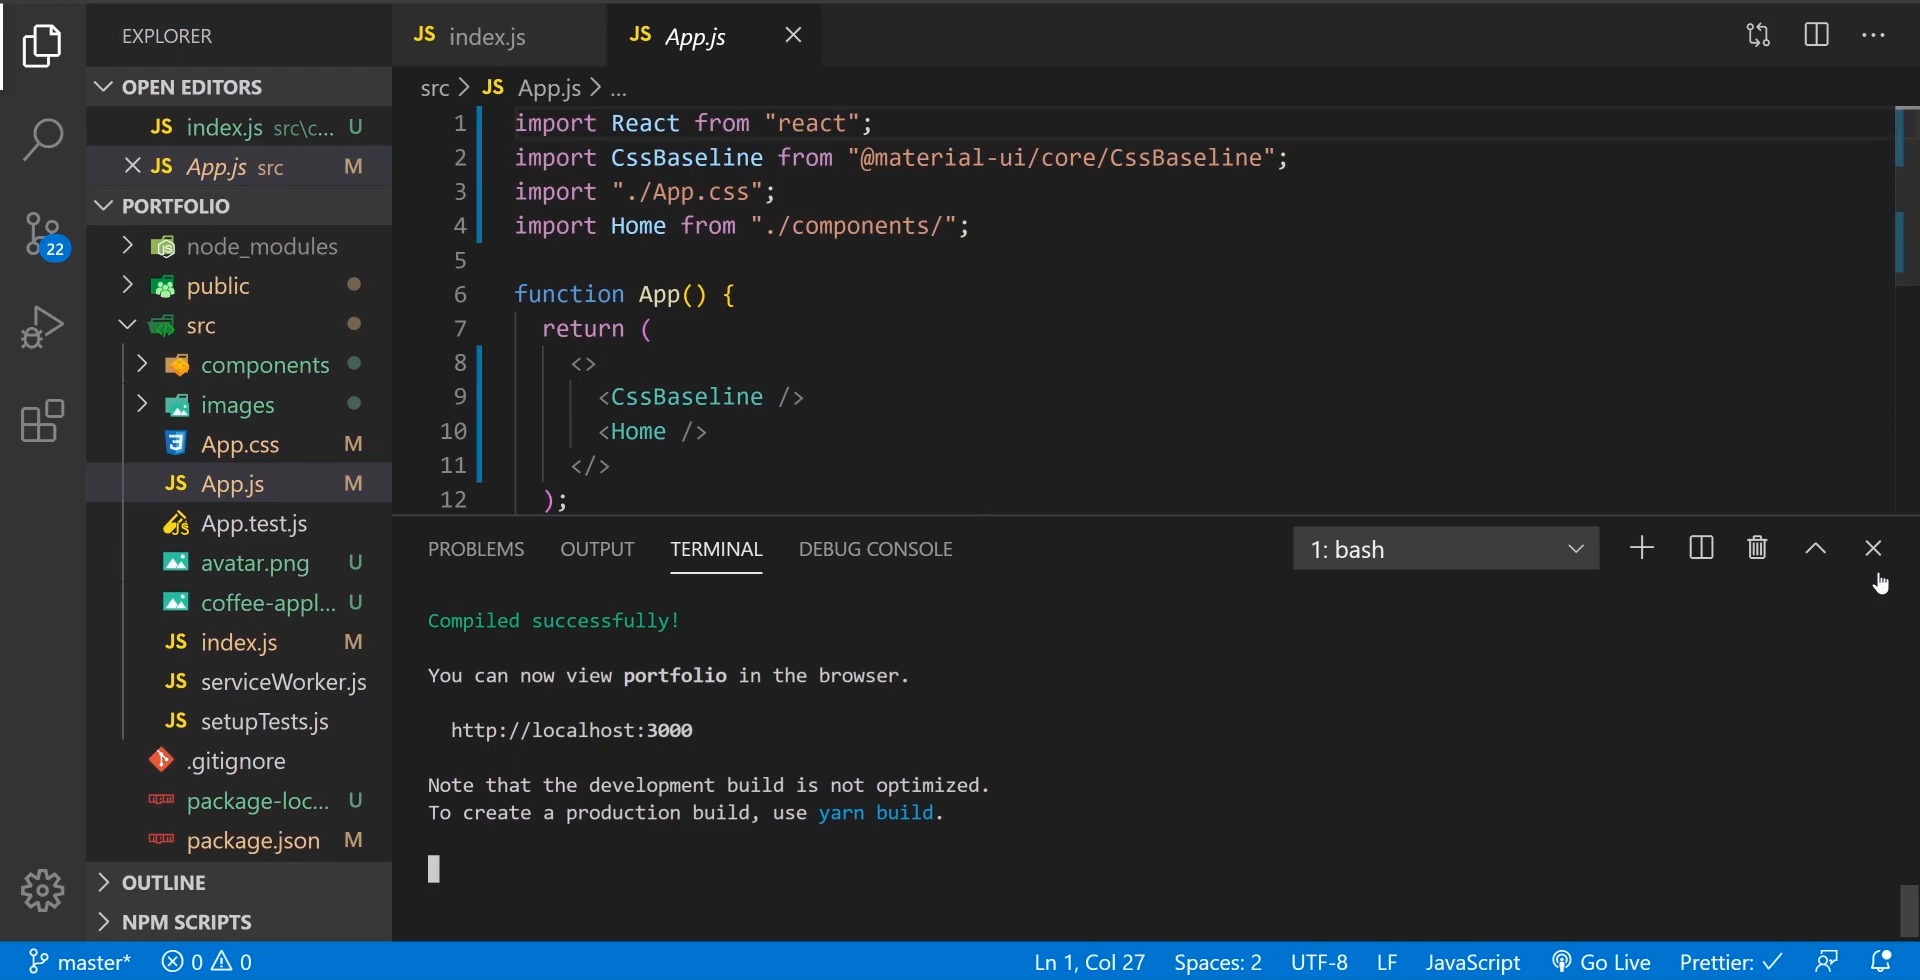 EXPLORER
OPEN EDITORS
JS index.js src\c... U
JS App.js src M
PORTFOLIO
node_modules
public
src
components
images
App.css M
JS App.js M
App.test.js
avatar.png U
coffee-appl... U
JS index.js M
JS serviceWorker.js
JS setupTests.js
.gitignore
package-loc... U
package.json M
OUTLINE
NPM SCRIPTS
22
JS index.js
JS App.js
src > JS App.js > ...
1 import React from "react";
2 import CssBaseline from "@material-ui/core/CssBaseline";
3 import "./App.css";
4 import Home from "./components/";
5
6 function App() {
7 return (
8 <>
9 <CssBaseline />
10 <Home />
11 </>
12 );
PROBLEMS OUTPUT TERMINAL DEBUG CONSOLE 1: bash
Compiled successfully!
You can now view portfolio in the browser.
http://localhost:3000
Note that the development build is not optimized.
To create a production build, use yarn build.
master* 0 0 Ln 1, Col 27 Spaces: 2 UTF-8 LF JavaScript Go Live Prettier: ✓